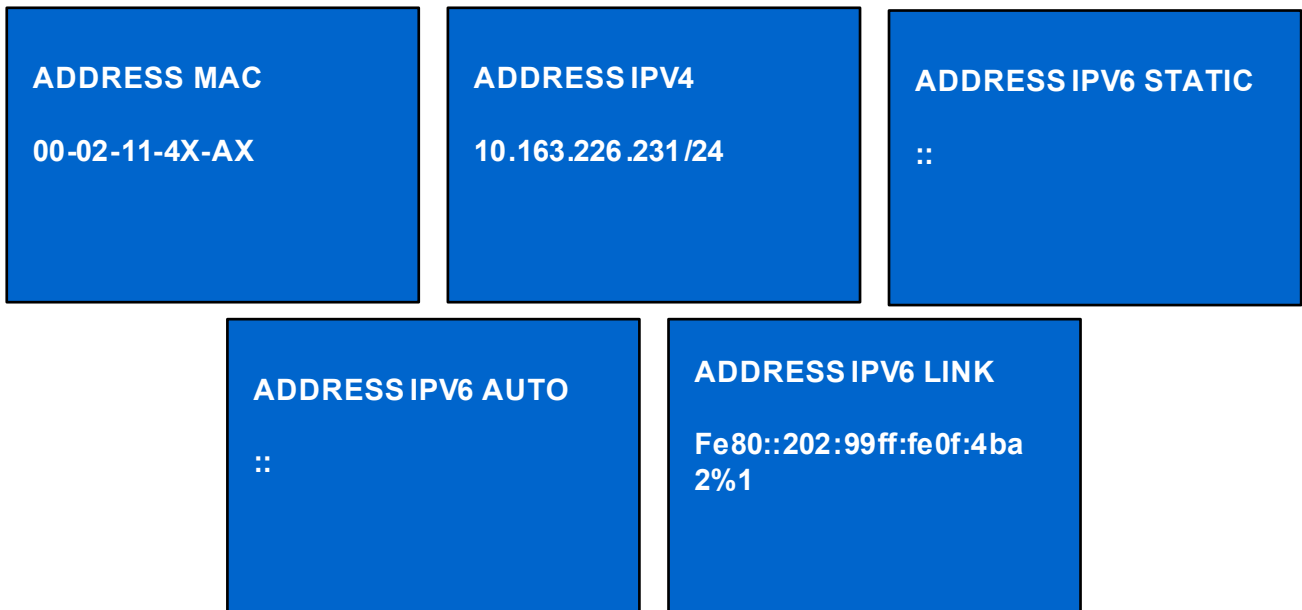 ADDRESS MAC
00-02-11-4X-AX
ADDRESS IPV4
10.163.226.231/24
ADDRESS IPV6 STATIC
::
ADDRESS IPV6 AUTO
::
ADDRESS IPV6 LINK
Fe80::202:99ff:fe0f:4ba
2%1